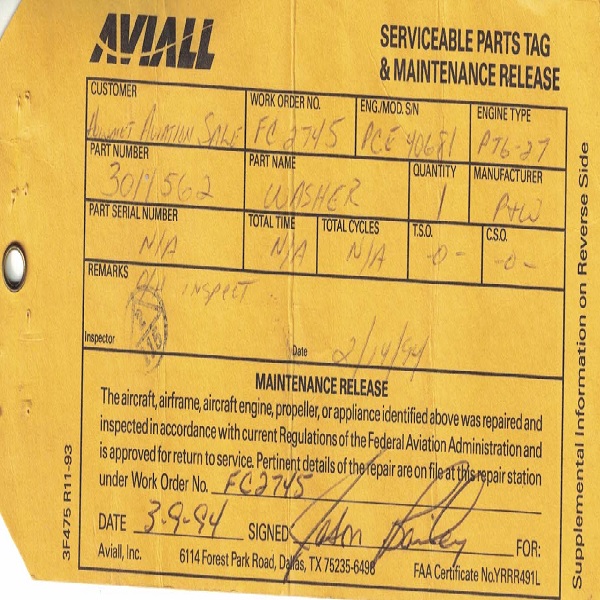 AVIALL
SERVICEABLE PARTS TAG
& MAINTENANCE RELEASE
CUSTOMER WORK ORDER NO. ENG./MOD. S/N ENGINE TYPE
AVIATION SALE FC2745 PCE 40681 PT6-27
PART NUMBER PART NAME QUANTITY MANUFACTURER
3011562 WASHER 1 P+W
PART SERIAL NUMBER TOTAL TIME TOTAL CYCLES T.S.O. C.S.O.
N/A N/A N/A -0- -0-
REMARKS O/H INSPECT
Inspector Date 2/14/94
MAINTENANCE RELEASE
The aircraft, airframe, aircraft engine, propeller, or appliance identified above was repaired and
inspected in accordance with current Regulations of the Federal Aviation Administration and
is approved for return to service. Pertinent details of the repair are on file at this repair station
under Work Order No. FC2745
DATE 3-9-94 SIGNED: Jason Bailey FOR:
Aviall, Inc. 6114 Forest Park Road, Dallas, TX 75235-6498 FAA Certificate No.YRRR491L
3F475 R11-93
Supplemental Information on Reverse Side